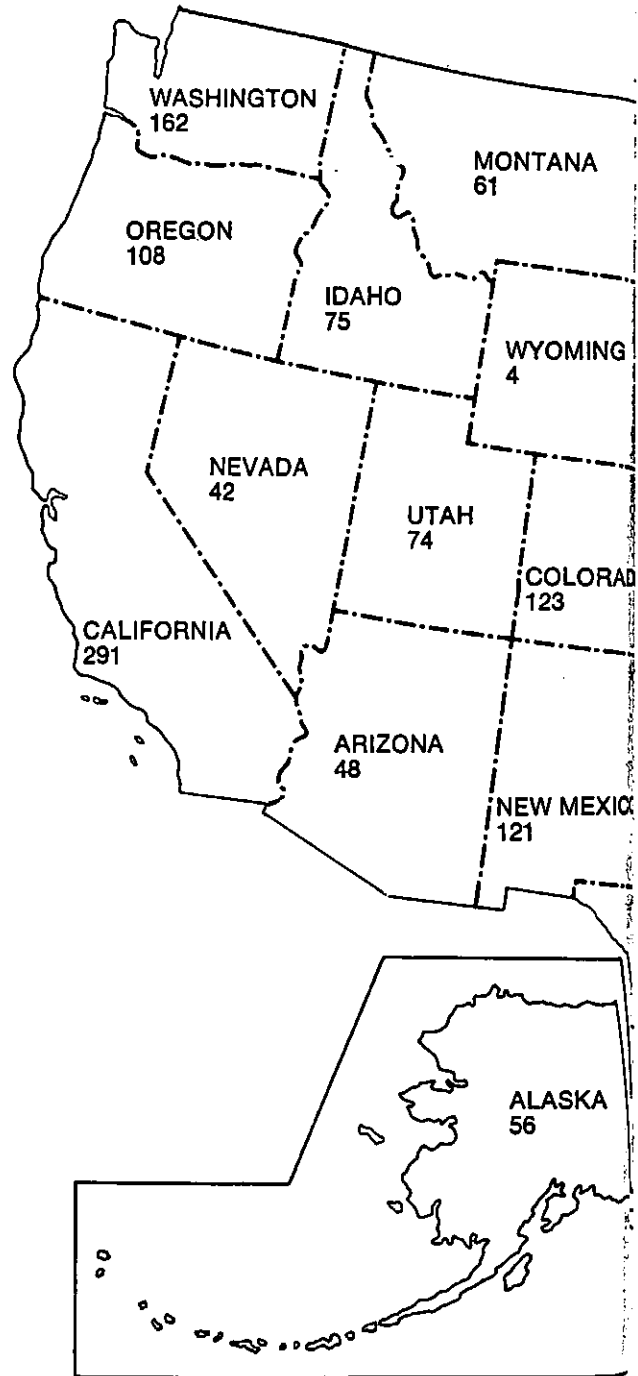 WASHINGTON
162
MONTANA
61
OREGON
108
IDAHO
75
WYOMING
4
NEVADA
42
UTAH
74
COLORAD
123
CALIFORNIA
291
ARIZONA
48
NEW MEXIC
121
ALASKA
56